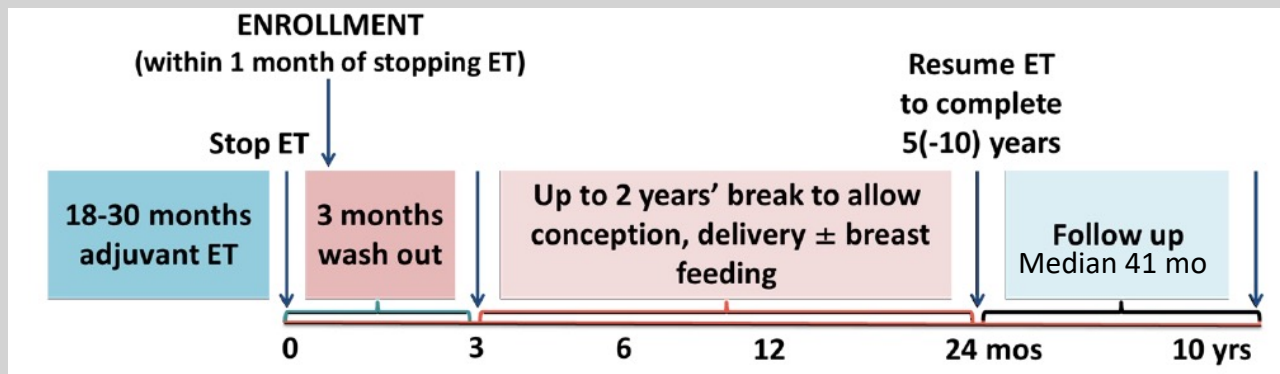 ENROLLMENT
(within 1 month of stopping ET)
Stop ET
Resume ET
to complete
5(-10) years
18-30 months
adjuvant ET
3 months
wash out
Up to 2 years’ break to allow
conception, delivery ± breast
feeding
Follow up
Median 41 mo
0 3 6 12 24 mos 10 yrs